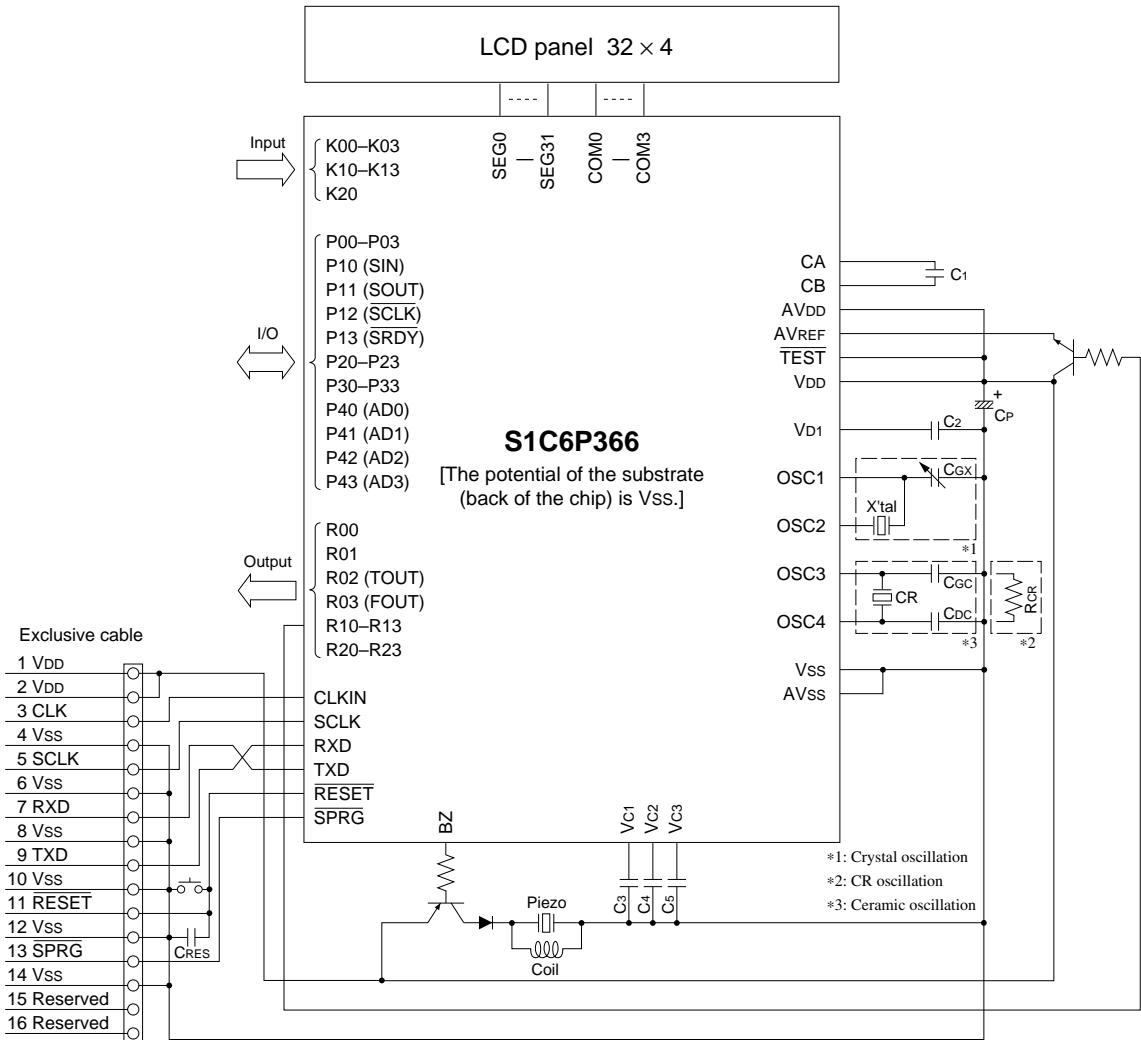 LCD panel 32 × 4
SEG0
SEG31
COM0
COM3
Input
K00–K03
K10–K13
K20
I/O
P00–P03
P10 (SIN)
P11 (SOUT)
P12 (SCLK)
P13 (SRDY)
P20–P23
P30–P33
P40 (AD0)
P41 (AD1)
P42 (AD2)
P43 (AD3)
S1C6P366
[The potential of the substrate
(back of the chip) is VSS.]
Output
R00
R01
R02 (TOUT)
R03 (FOUT)
R10–R13
R20–R23
CA
CB
AVDD
AVREF
TEST
VDD
VD1
OSC1
OSC2
OSC3
OSC4
VSS
AVSS
C1
+
CP
C2
CGX
X'tal
*1
CGC
CR
CDC
*3
RCR
*2
Exclusive cable
1 VDD
2 VDD
3 CLK
4 VSS
5 SCLK
6 VSS
7 RXD
8 VSS
9 TXD
10 VSS
11 RESET
12 VSS
13 SPRG
14 VSS
15 Reserved
16 Reserved
CRES
CLKIN
SCLK
RXD
TXD
RESET
SPRG
BZ
VC1
VC2
VC3
C3
C4
C5
Piezo
Coil
*1: Crystal oscillation
*2: CR oscillation
*3: Ceramic oscillation